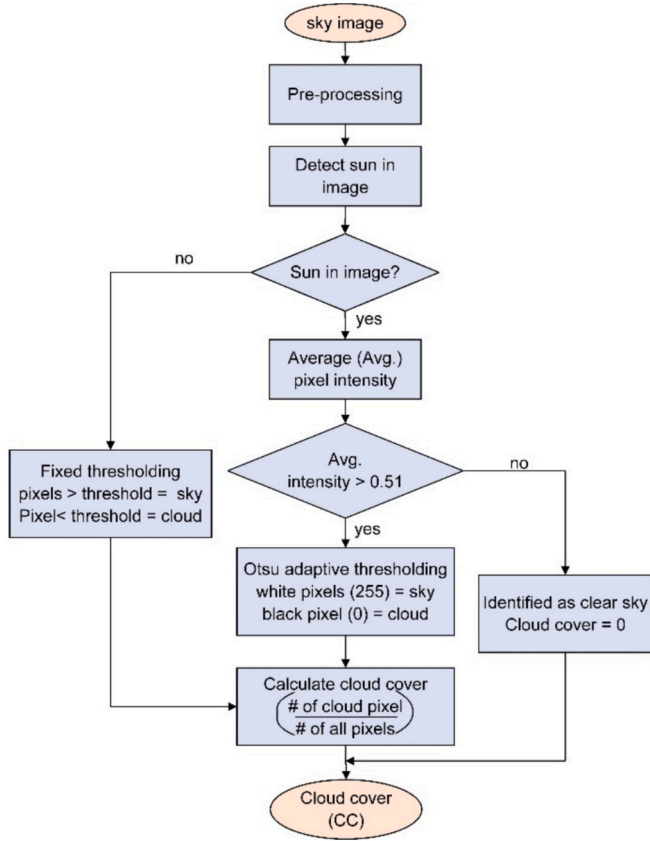 sky image
Pre-processing
Detect sun in
image
Sun in image?
no
yes
Average (Avg.)
pixel intensity
Avg.
intensity > 0.51
no
yes
Fixed thresholding
pixels > threshold = sky
Pixel< threshold = cloud
Otsu adaptive thresholding
white pixels (255) = sky
black pixel (0) = cloud
Identified as clear sky
Cloud cover = 0
Calculate cloud cover
(# of cloud pixel
# of all pixels)
Cloud cover
(CC)